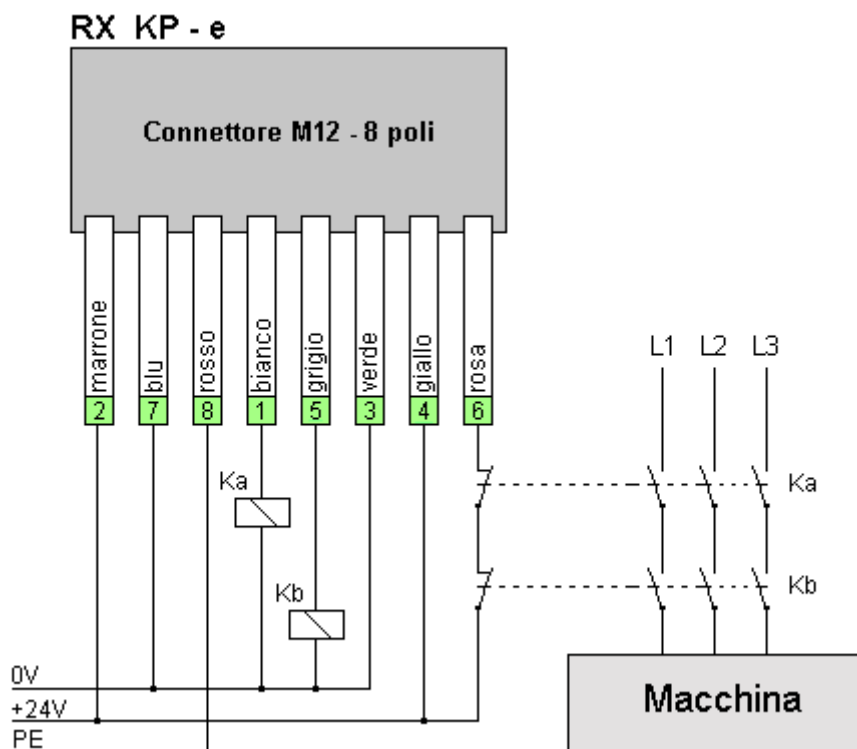 RX KP - e
Connettore M12 - 8 poli
marrone
blu
rosso
bianco
grigio
verde
giallo
rosa
2
7
8
1
5
3
4
6
L1
L2
L3
Ka
Ka
Kb
Kb
0V
+24V
PE
Macchina